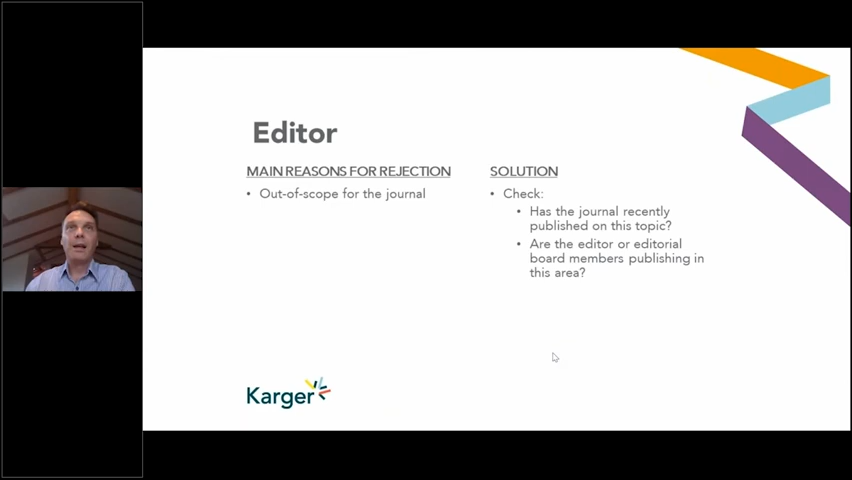 Editor
MAIN REASONS FOR REJECTION
• Out-of-scope for the journal
SOLUTION
• Check:
• Has the journal recently
published on this topic?
• Are the editor or editorial
board members publishing in
this area?
Karger